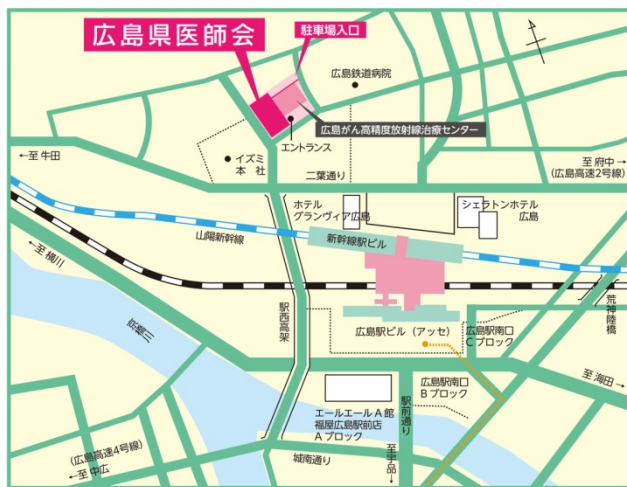 広島県医師会
駐車場入口
広島鉄道病院
広島がん高精度放射線治療センター
エントランス
←至 牛田
イズミ
本社
二葉通り
至 府中→
(広島高速2号線)
ホテル
グランヴィア広島
シェラトンホテル
広島
山陽新幹線
新幹線駅ビル
←至 横川
京橋川
駅西高架
荒神陸橋
広島駅ビル(アッセ)
広島駅南口
Cブロック
至 海田→
広島駅南口
Bブロック
エールエールA館
福屋広島駅前店
Aブロック
駅前通り
(広島高速4号線)
←至 中広
城南通り
至宇品→